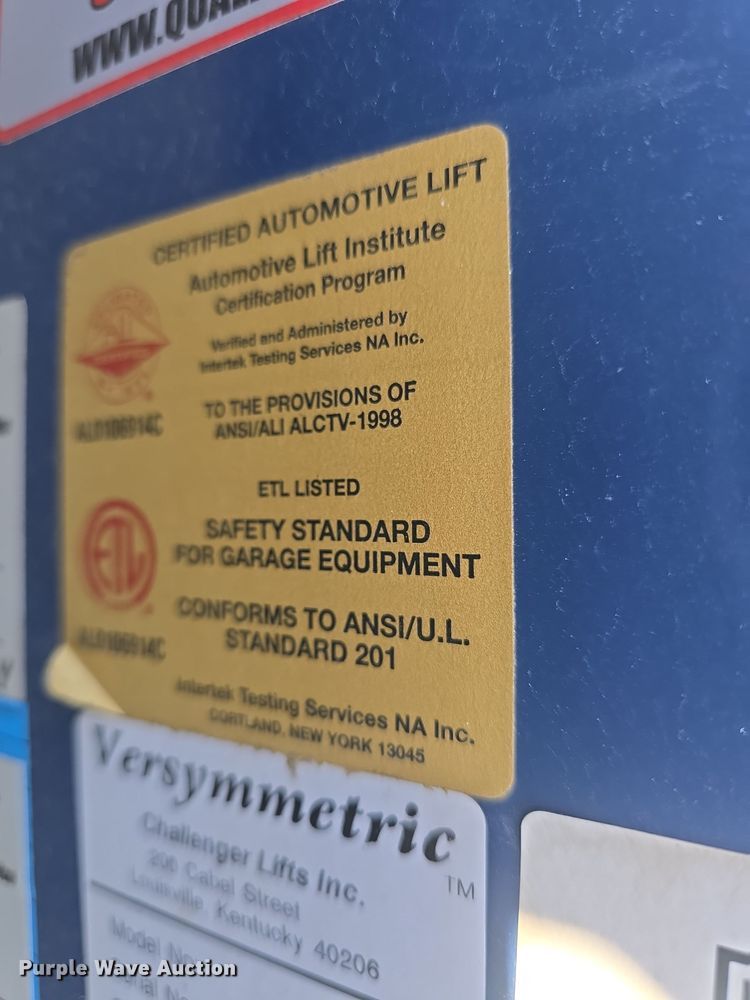 WWW.QUAL
CERTIFIED AUTOMOTIVE LIFT
Automotive Lift Institute
Certification Program
Verified and Administered by
Intertek Testing Services NA Inc.
TO THE PROVISIONS OF
ANSI/ALI ALCTV-1998
ETL LISTED
SAFETY STANDARD
FOR GARAGE EQUIPMENT
ETL
CONFORMS TO ANSI/U.L.
STANDARD 201
Intertek Testing Services NA Inc.
CORTLAND, NEW YORK 13045
Versymmetric
TM
Challenger Lifts Inc.
200 Cabel Street
Louisville, Kentucky 40206
Model No
Purple Wave Auction